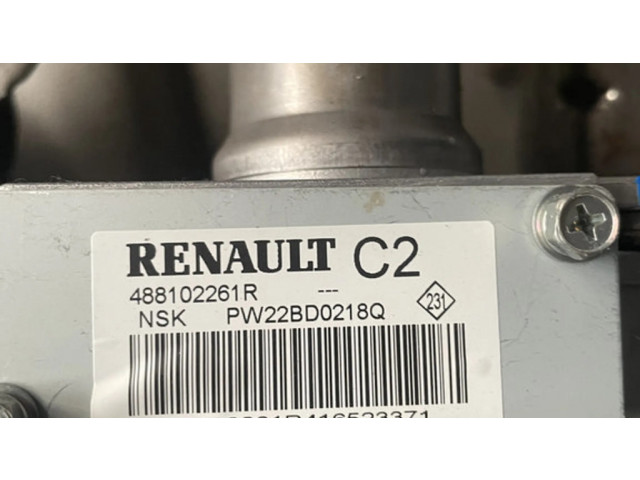 RENAULT C2
488102261R ---
NSK PW22BD0218Q
231